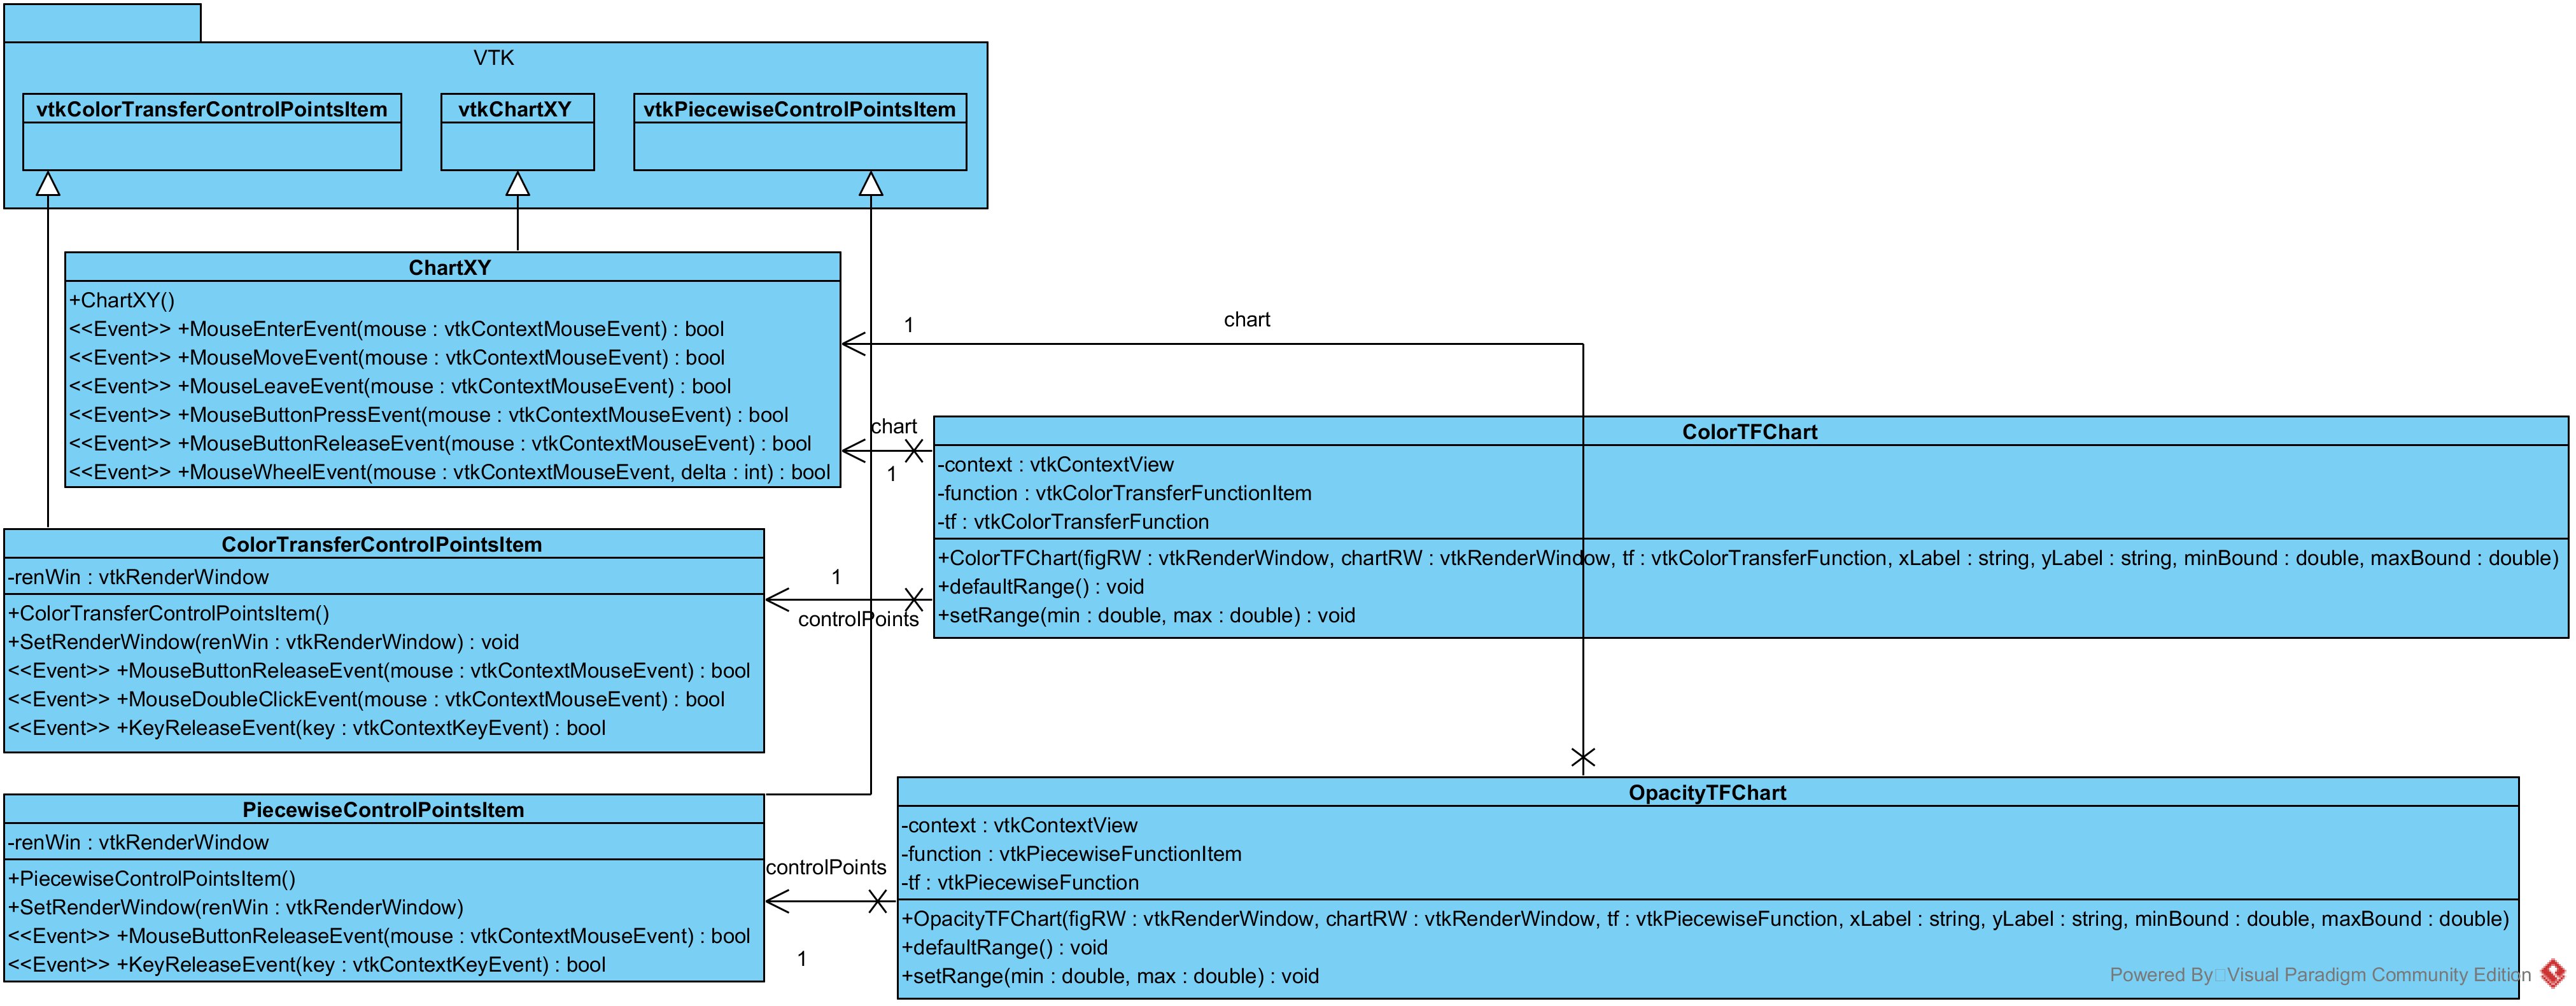 VTK
vtkColorTransferControlPointsItem
vtkChartXY
vtkPiecewiseControlPointsItem
ChartXY
+ChartXY()
<<Event>> +MouseEnterEvent(mouse : vtkContextMouseEvent) : bool
<<Event>> +MouseMoveEvent(mouse : vtkContextMouseEvent) : bool
<<Event>> +MouseLeaveEvent(mouse : vtkContextMouseEvent) : bool
<<Event>> +MouseButtonPressEvent(mouse : vtkContextMouseEvent) : bool
<<Event>> +MouseButtonReleaseEvent(mouse : vtkContextMouseEvent) : bool
<<Event>> +MouseWheelEvent(mouse : vtkContextMouseEvent, delta : int) : bool
1
chart
chart
1
ColorTFChart
-context : vtkContextView
-function : vtkColorTransferFunctionItem
-tf : vtkColorTransferFunction
+ColorTFChart(figRW : vtkRenderWindow, chartRW : vtkRenderWindow, tf : vtkColorTransferFunction, xLabel : string, yLabel : string, minBound : double, maxBound : double)
+defaultRange() : void
+setRange(min : double, max : double) : void
ColorTransferControlPointsItem
-renWin : vtkRenderWindow
+ColorTransferControlPointsItem()
+SetRenderWindow(renWin : vtkRenderWindow) : void
<<Event>> +MouseButtonReleaseEvent(mouse : vtkContextMouseEvent) : bool
<<Event>> +MouseDoubleClickEvent(mouse : vtkContextMouseEvent) : bool
<<Event>> +KeyReleaseEvent(key : vtkContextKeyEvent) : bool
1
controlPoints
PiecewiseControlPointsItem
-renWin : vtkRenderWindow
+PiecewiseControlPointsItem()
+SetRenderWindow(renWin : vtkRenderWindow)
<<Event>> +MouseButtonReleaseEvent(mouse : vtkContextMouseEvent) : bool
<<Event>> +KeyReleaseEvent(key : vtkContextKeyEvent) : bool
controlPoints
1
OpacityTFChart
-context : vtkContextView
-function : vtkPiecewiseFunctionItem
-tf : vtkPiecewiseFunction
+OpacityTFChart(figRW : vtkRenderWindow, chartRW : vtkRenderWindow, tf : vtkPiecewiseFunction, xLabel : string, yLabel : string, minBound : double, maxBound : double)
+defaultRange() : void
+setRange(min : double, max : double) : void
Powered By Visual Paradigm Community Edition